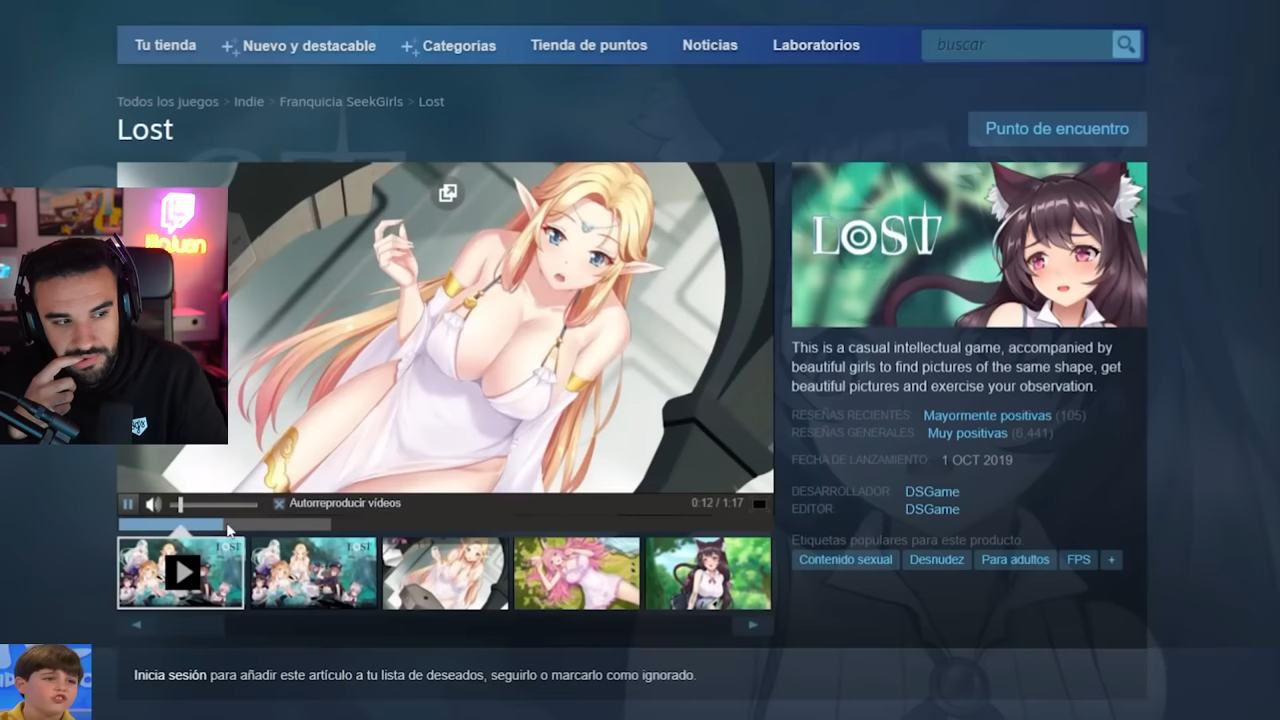 Tu tienda
Nuevo y destacable
Categorías
Tienda de puntos
Noticias
Laboratorios
buscar
Todos los juegos > Indie > Franquicia SeekGirls > Lost
Lost
Punto de encuentro
LOST
This is a casual intellectual game, accompanied by
beautiful girls to find pictures of the same shape, get
beautiful pictures and exercise your observation.
RESEÑAS RECIENTES: Mayormente positivas (105)
RESEÑAS GENERALES: Muy positivas (6,441)
FECHA DE LANZAMIENTO: 1 OCT 2019
DESARROLLADOR: DSGame
EDITOR: DSGame
Etiquetas populares para este producto:
Contenido sexual
Desnudez
Para adultos
FPS
+
Autorreproducir vídeos
0:12 / 1:17
LOST
LOST
Inicia sesión para añadir este artículo a tu lista de deseados, seguirlo o marcarlo como ignorado.